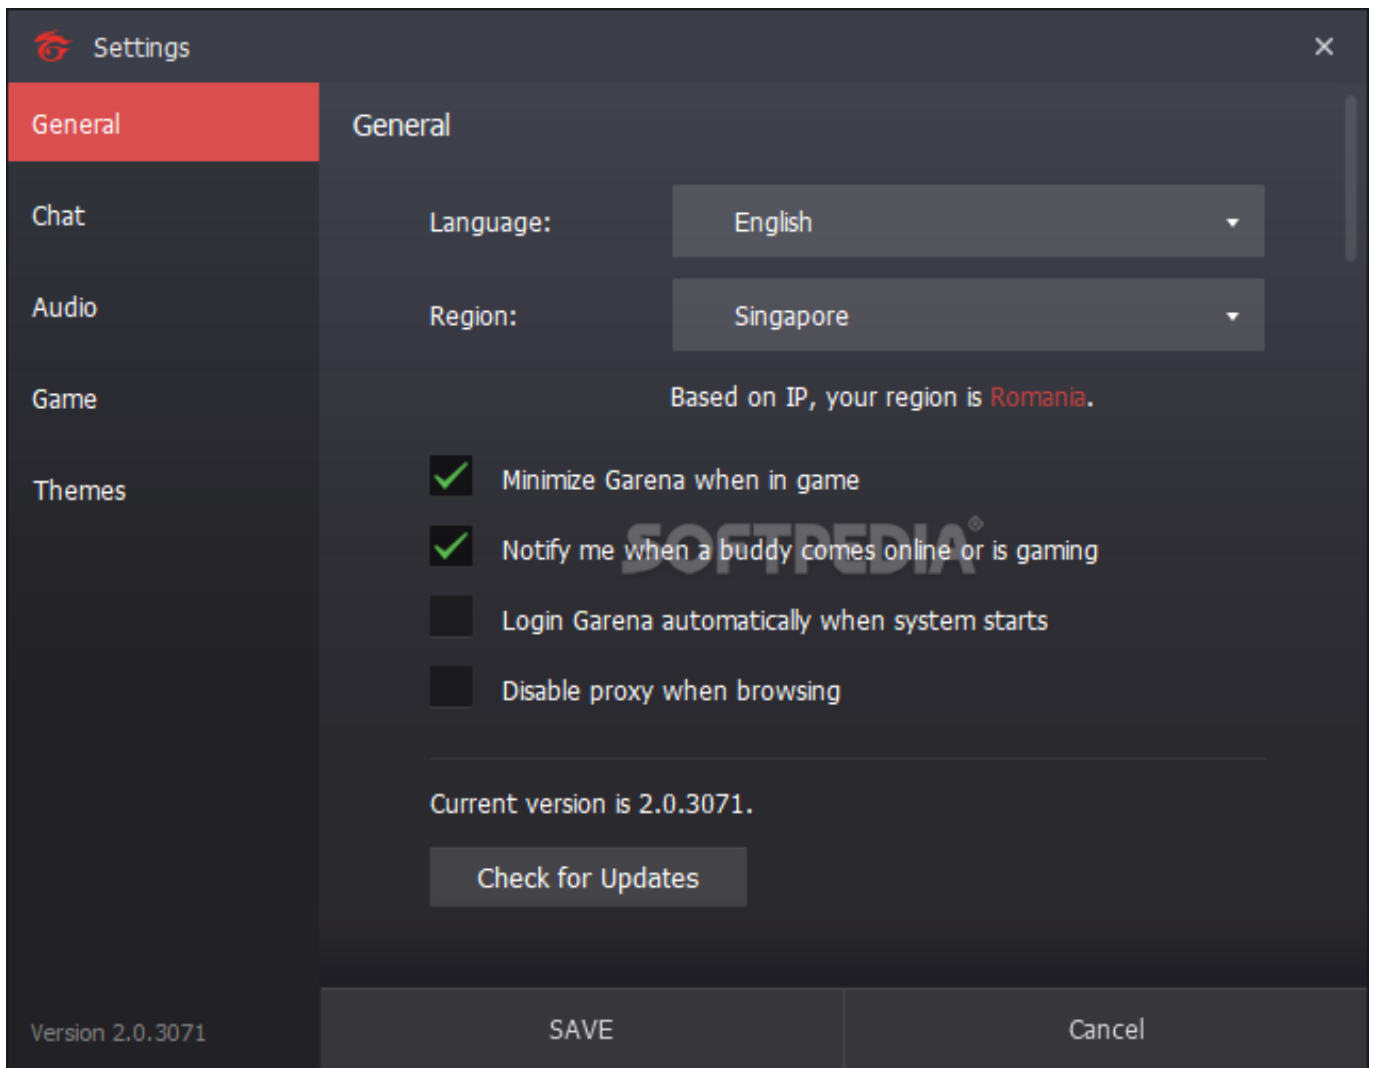 Settings
General
Chat
Audio
Game
Themes
Version 2.0.3071
General
Language:
English
Region:
Singapore
Based on IP, your region is Romania.
Minimize Garena when in game
Notify me when a buddy comes online or is gaming
SOFTPEDIA®
Login Garena automatically when system starts
Disable proxy when browsing
Current version is 2.0.3071.
Check for Updates
SAVE
Cancel